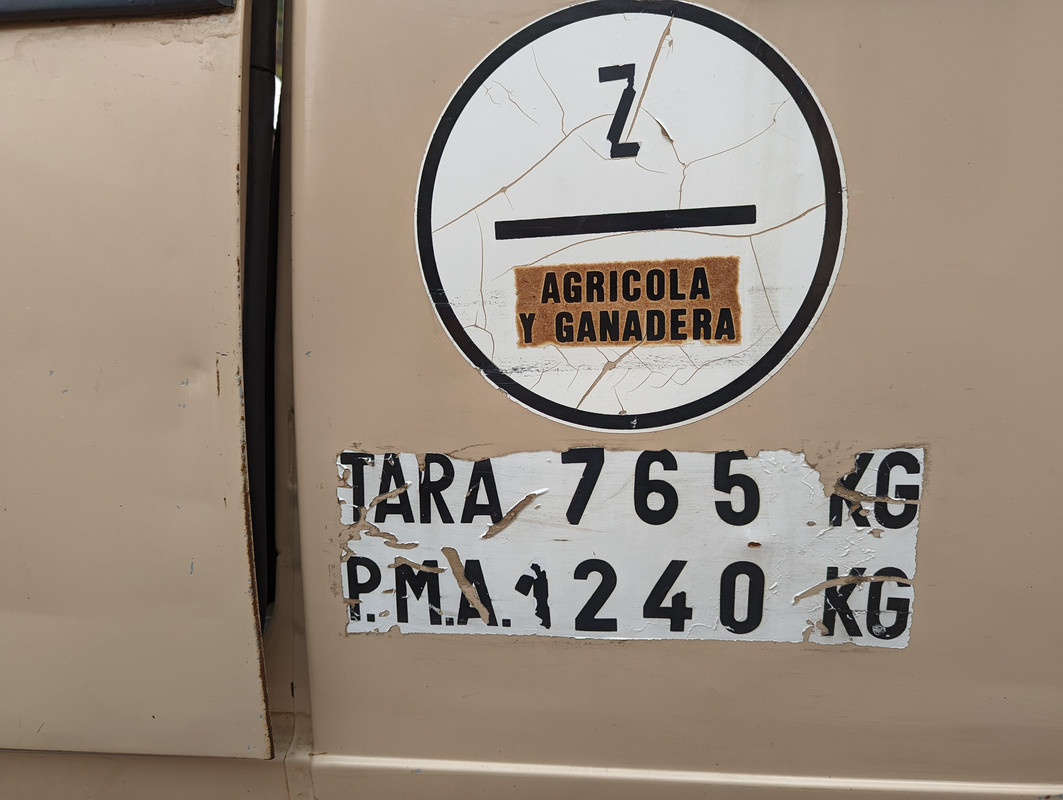 Z
AGRICOLA
Y GANADERA
TARA 765 KG
P.M.A. 1240 KG